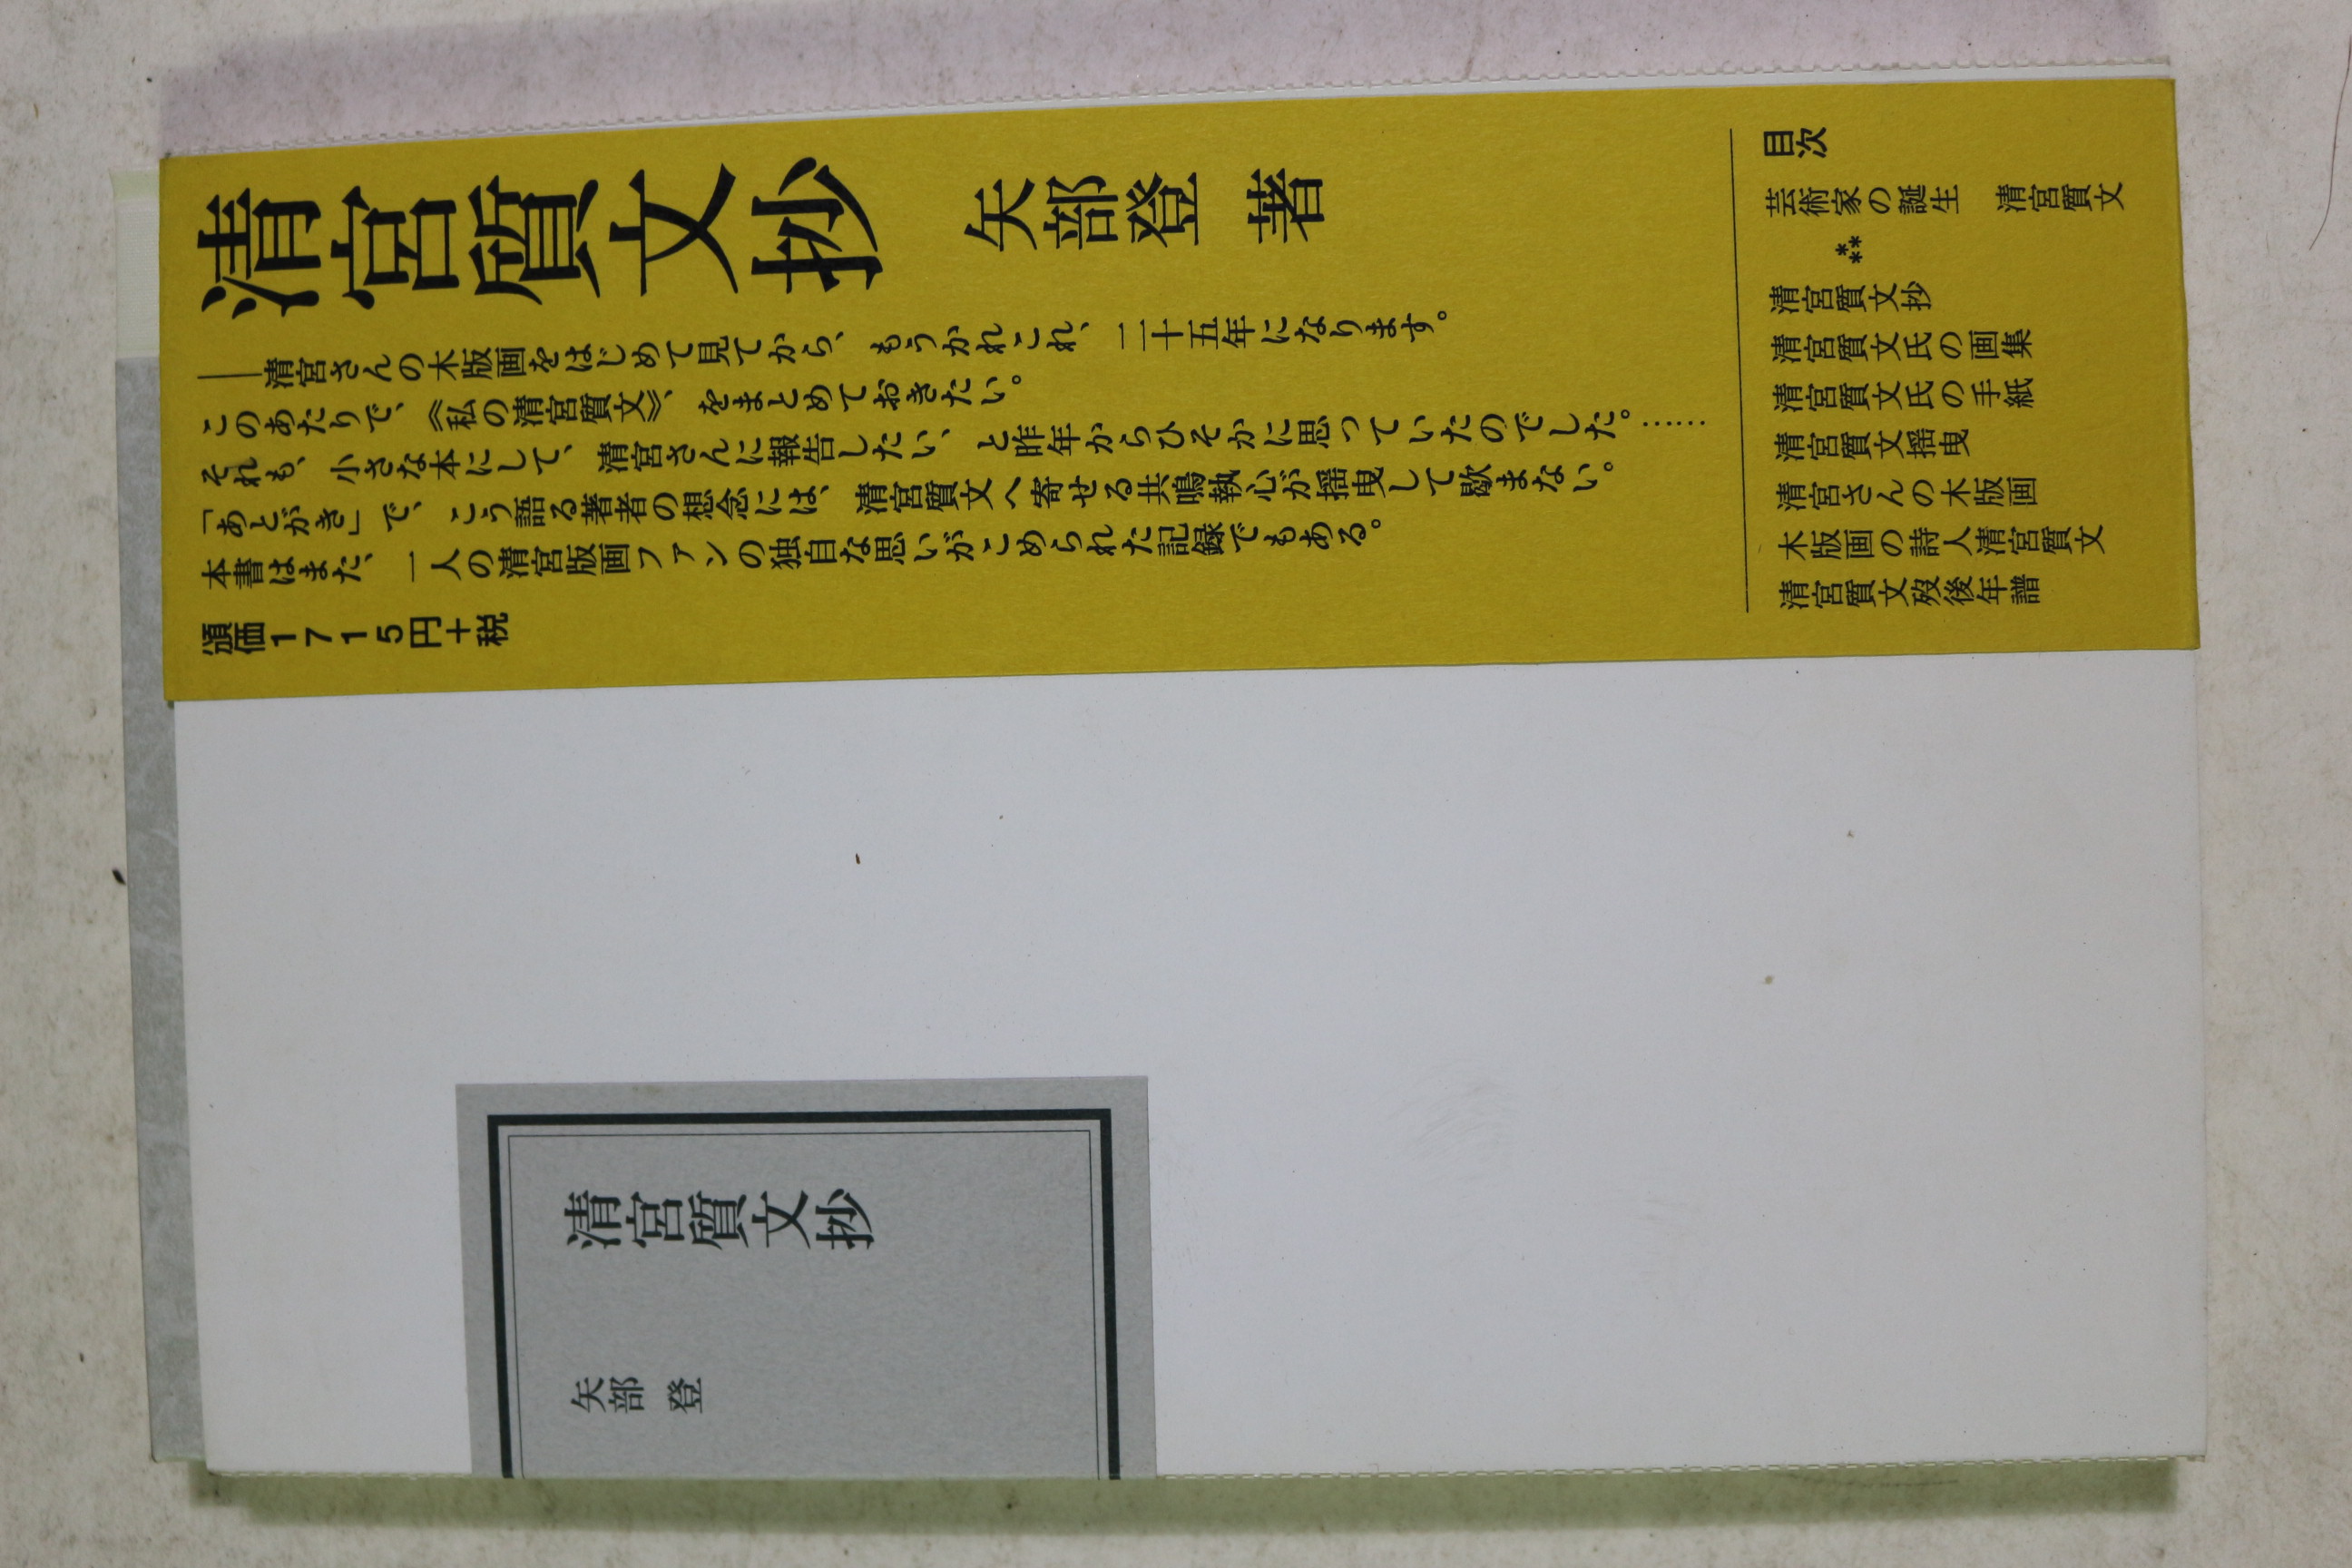 清宮質文抄　矢部登 著
――清宮さんの木版画をはじめて見てから、もうかれこれ、二十五年になります。
このあたりで、《私の清宮質文》、をまとめておきたい。
それも、小さな本にして、清宮さんに報告したい、と昨年からひそかに思っていたのでした。……
「あとがき」で、こう語る著者の想念には、清宮質文へ寄せる共鳴執心が揺曳して歇まない。
本書はまた、一人の清宮版画ファンの独自な思いがこめられた記録でもある。
頒価1715円+税
目次
芸術家の誕生　清宮質文
⁂
清宮質文抄
清宮質文氏の画集
清宮質文氏の手紙
清宮質文揺曳
清宮さんの木版画
木版画の詩人清宮質文
清宮質文歿後年譜
清宮質文抄
矢部 登